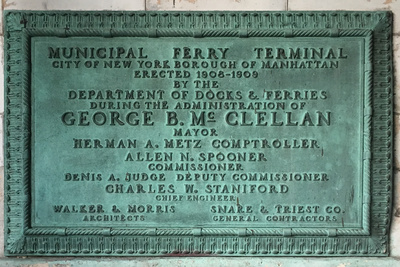 MUNICIPAL FERRY TERMINAL
CITY OF NEW YORK BOROUGH OF MANHATTAN
ERECTED 1908-1909
BY THE
DEPARTMENT OF DOCKS & FERRIES
DURING THE ADMINISTRATION OF
GEORGE B. Mc CLELLAN
MAYOR
HERMAN A. METZ COMPTROLLER
ALLEN N. SPOONER
COMMISSIONER
DENIS A. JUDGE DEPUTY COMMISSIONER
CHARLES W. STANIFORD
CHIEF ENGINEER
WALKER & MORRIS SNARE & TRIEST CO.
ARCHITECTS GENERAL CONTRACTORS